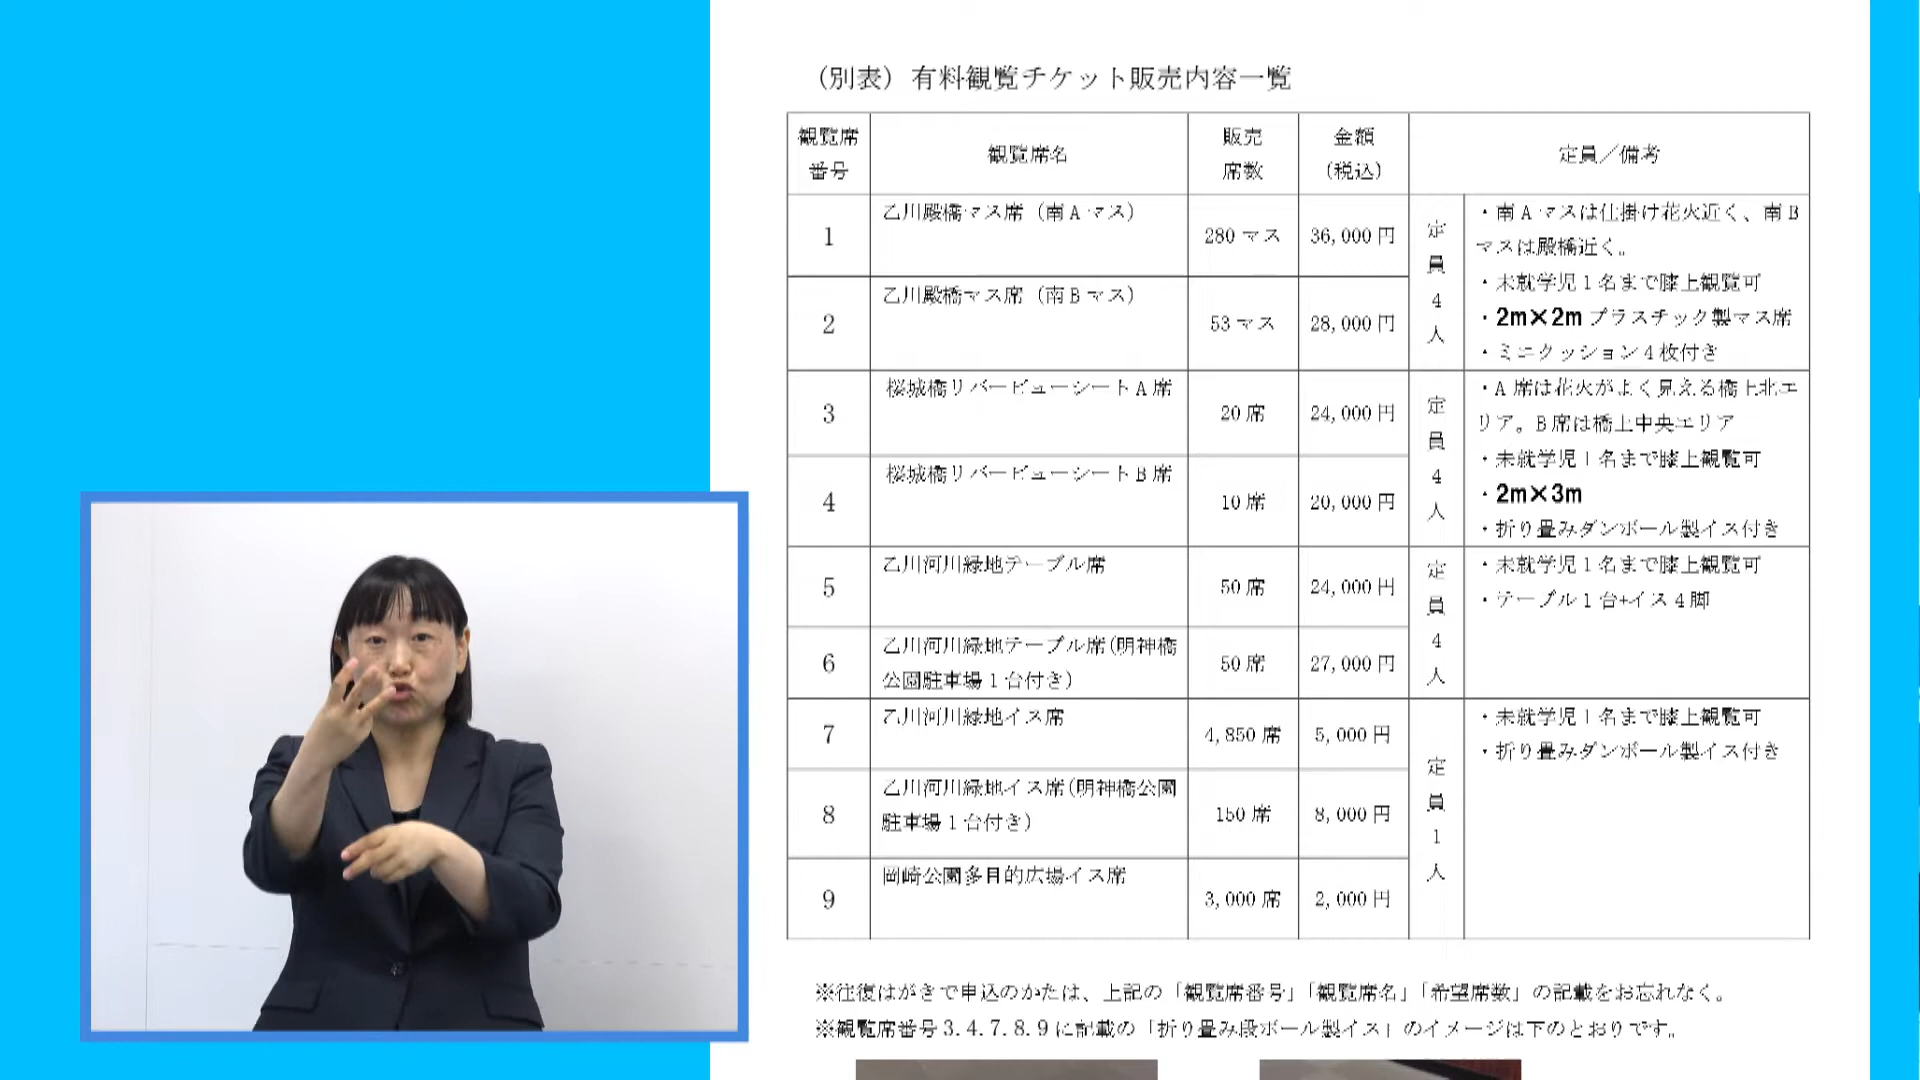 （別表）有料観覧チケット販売内容一覧
観覧席番号 観覧席名 販売席数 金額（税込） 定員／備考
1 乙川殿橋マス席（南Aマス） 280マス 36,000円
2 乙川殿橋マス席（南Bマス） 53マス 28,000円
定員4人
・南Aマスは仕掛け花火近く、南B
マスは殿橋近く。
・未就学児1名まで膝上観覧可
・2m×2mプラスチック製マス席
・ミニクッション4枚付き
3 桜城橋リバービューシートA席 20席 24,000円
4 桜城橋リバービューシートB席 10席 20,000円
定員4人
・A席は花火がよく見える橋上北エ
リア。B席は橋上中央エリア
・未就学児1名まで膝上観覧可
・2m×3m
・折り畳みダンボール製イス付き
5 乙川河川緑地テーブル席 50席 24,000円
6 乙川河川緑地テーブル席(明神橋
公園駐車場1台付き) 50席 27,000円
定員4人
・未就学児1名まで膝上観覧可
・テーブル1台+イス4脚
7 乙川河川緑地イス席 4,850席 5,000円
8 乙川河川緑地イス席(明神橋公園
駐車場1台付き) 150席 8,000円
9 岡崎公園多目的広場イス席 3,000席 2,000円
定員1人
・未就学児1名まで膝上観覧可
・折り畳みダンボール製イス付き
※往復はがきで申込のかたは、上記の「観覧席番号」「観覧席名」「希望席数」の記載をお忘れなく。
※観覧席番号3.4.7.8.9に記載の「折り畳み段ボール製イス」のイメージは下のとおりです。